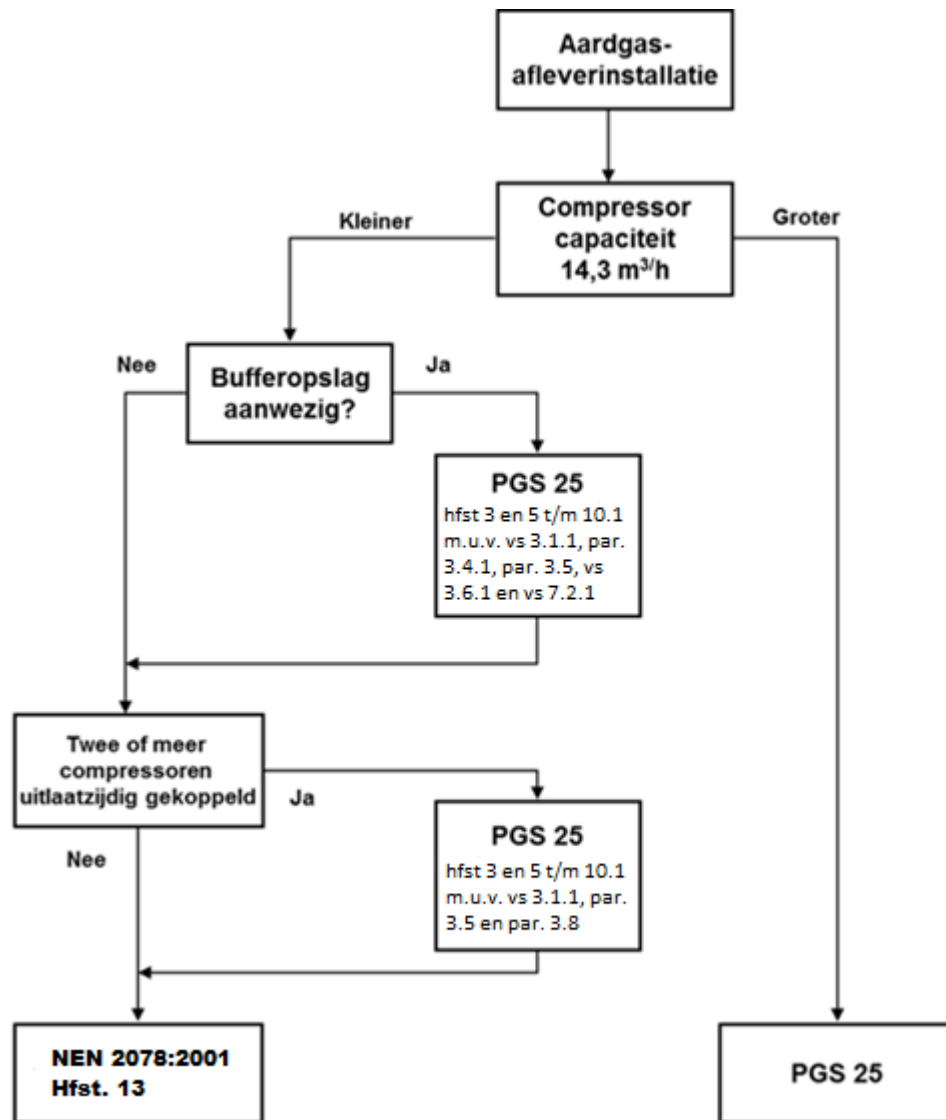 Aardgas-
afleverinstallatie
Compressor
capaciteit
14,3 m³/h
Kleiner
Groter
Bufferopslag
aanwezig?
Nee
Ja
PGS 25
hfst 3 en 5 t/m 10.1
m.u.v. vs 3.1.1, par.
3.4.1, par. 3.5, vs
3.6.1 en vs 7.2.1
Twee of meer
compressoren
uitlaatzijdig gekoppeld
Ja
Nee
PGS 25
hfst 3 en 5 t/m 10.1
m.u.v. vs 3.1.1, par.
3.5 en par. 3.8
NEN 2078:2001
Hfst. 13
PGS 25